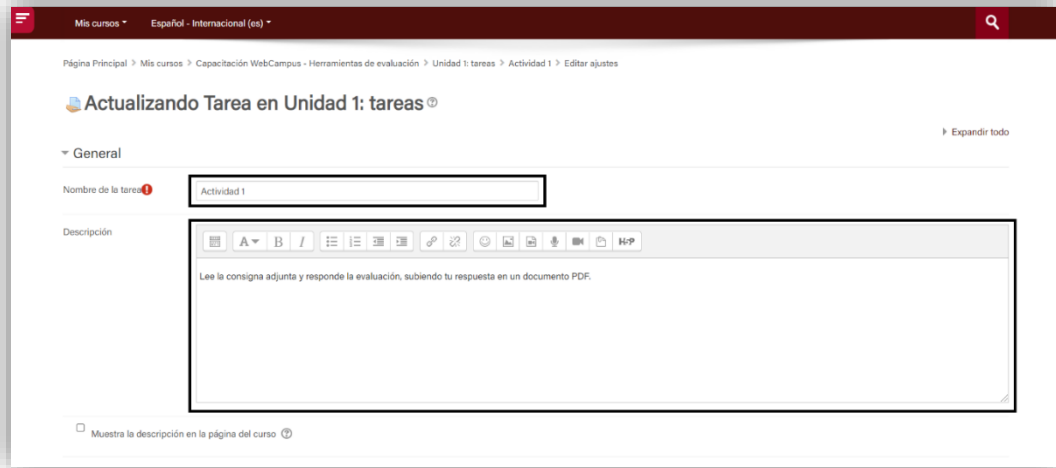 Mis cursos Español - Internacional (es)
Página Principal > Mis cursos > Capacitación WebCampus - Herramientas de evaluación > Unidad 1: tareas > Actividad 1 > Editar ajustes
Actualizando Tarea en Unidad 1: tareas
Expandir todo
General
Nombre de la tarea
Actividad 1
Descripción
A B I H-P
Lee la consigna adjunta y responde la evaluación, subiendo tu respuesta en un documento PDF.
Muestra la descripción en la página del curso